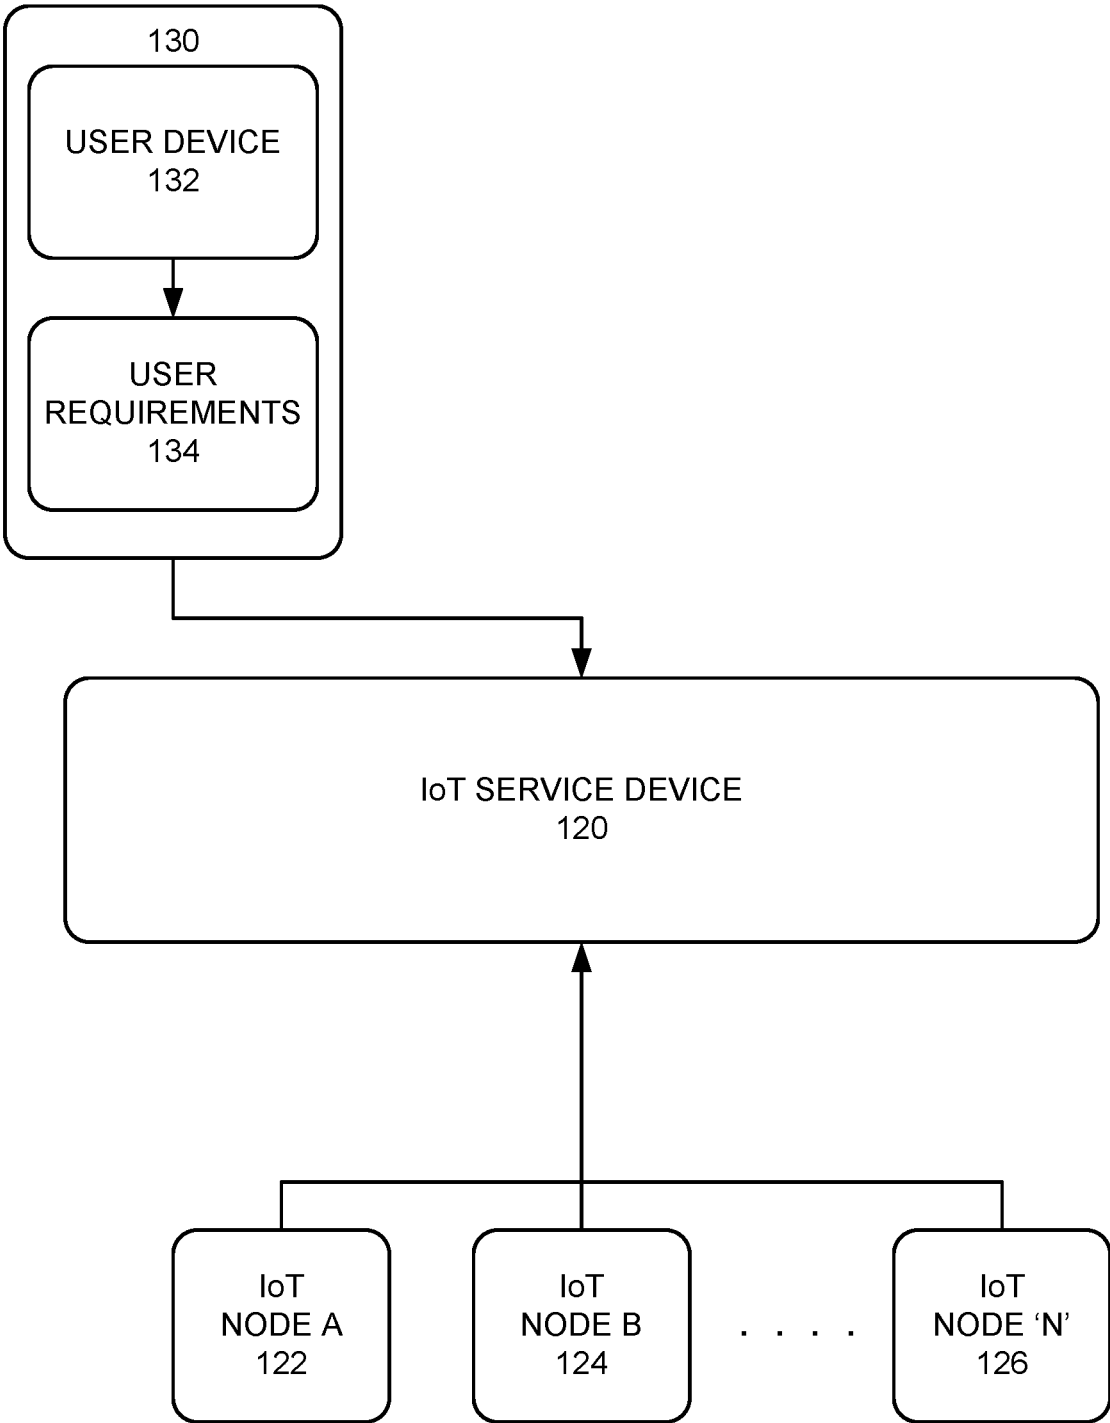 130
USER DEVICE
132
USER
REQUIREMENTS
134
IoT SERVICE DEVICE
120
IoT
NODE A
122
IoT
NODE B
124
. . . .
IoT
NODE ‘N’
126